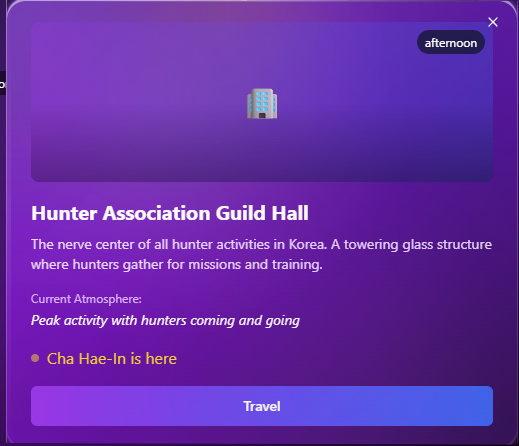 afternoon
Hunter Association Guild Hall
The nerve center of all hunter activities in Korea. A towering glass structure
where hunters gather for missions and training.
Current Atmosphere:
Peak activity with hunters coming and going
Cha Hae-In is here
Travel